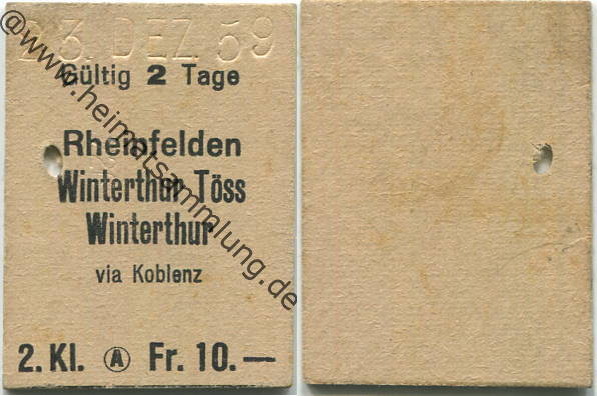 23. DEZ. 59
Gültig 2 Tage
Rheinfelden
Winterthur Töss
Winterthur
via Koblenz
2. Kl. Ⓐ Fr. 10.—
@www.heimatsammlung.de